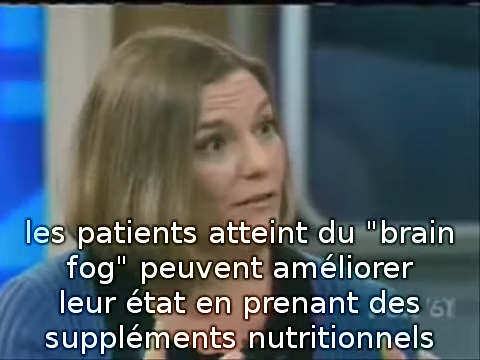 les patients atteint du "brain
fog" peuvent améliorer
leur état en prenant des
suppléments nutritionnels